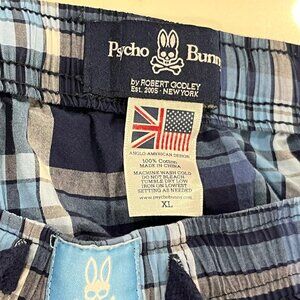 Psycho Bunny
by ROBERT GODLEY
EST. 2005 · NEW YORK
ANGLO AMERICAN DESIGN
100% Cotton
MADE IN CHINA
MACHINE WASH COLD
DO NOT BLEACH
TUMBLE DRY LOW
IRON ON LOWEST
SETTING AS NEEDED
www.psychobunny.com
XL